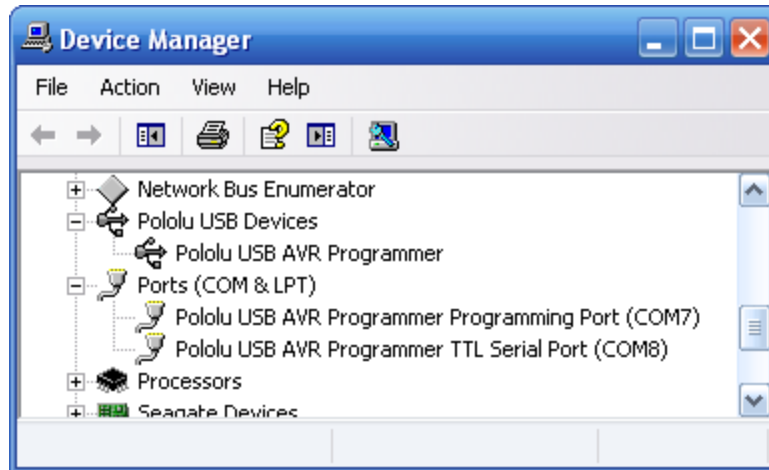 Device Manager
File Action View Help
Network Bus Enumerator
Pololu USB Devices
Pololu USB AVR Programmer
Ports (COM & LPT)
Pololu USB AVR Programmer Programming Port (COM7)
Pololu USB AVR Programmer TTL Serial Port (COM8)
Processors
Seagate Devices